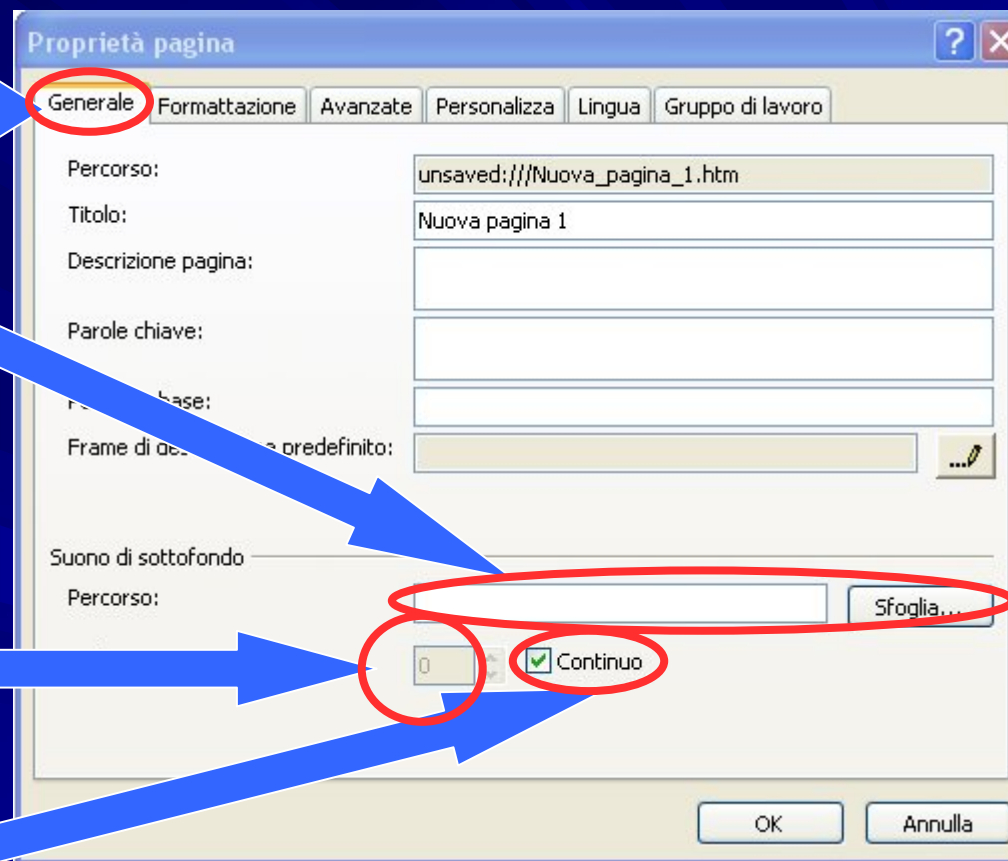 Proprietà pagina
Generale Formattazione Avanzate Personalizza Lingua Gruppo di lavoro
Percorso: unsaved:///Nuova_pagina_1.htm
Titolo: Nuova pagina 1
Descrizione pagina:
Parole chiave:
base:
Frame di predefinito: ...
Suono di sottofondo
Percorso: Sfoglia...
0 Continuo
OK Annulla